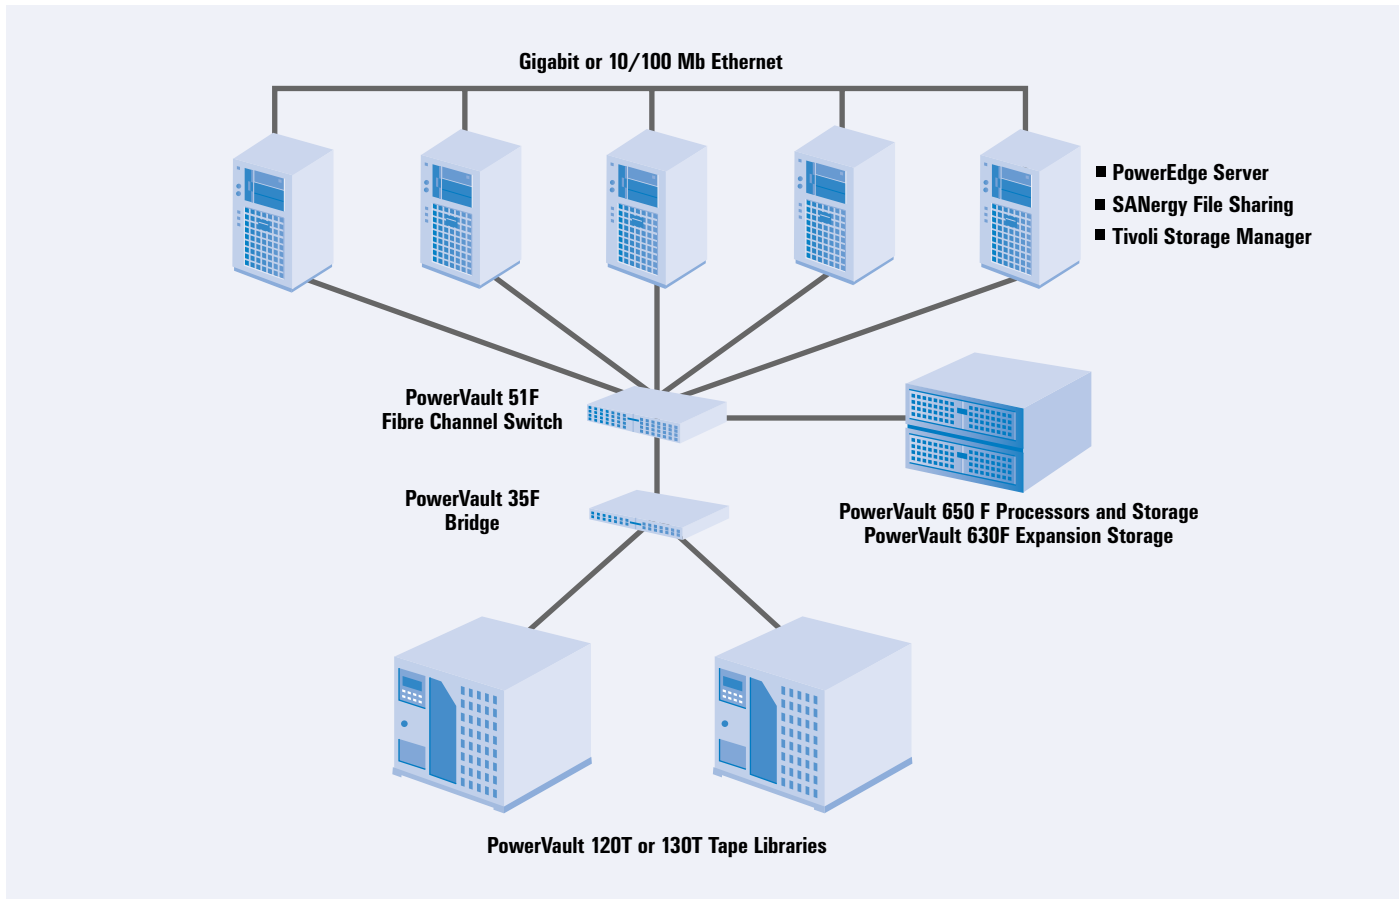 Gigabit or 10/100 Mb Ethernet
■ PowerEdge Server
■ SANergy File Sharing
■ Tivoli Storage Manager
PowerVault 51F
Fibre Channel Switch
PowerVault 35F
Bridge
PowerVault 650 F Processors and Storage
PowerVault 630F Expansion Storage
PowerVault 120T or 130T Tape Libraries